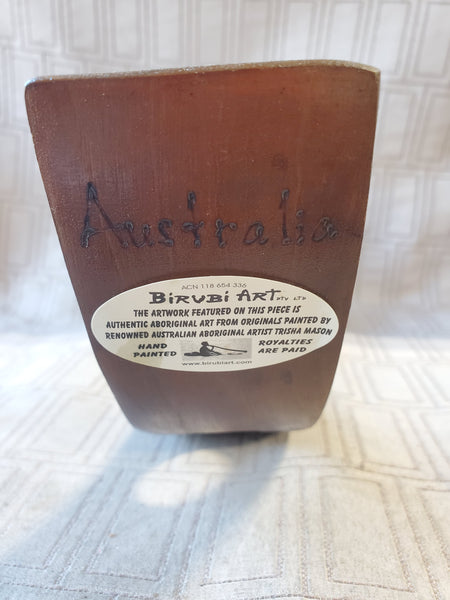 Australia
ACN 118 654 336
BIRUBI ART PTY LTD
THE ARTWORK FEATURED ON THIS PIECE IS
AUTHENTIC ABORIGINAL ART FROM ORIGINALS PAINTED BY
RENOWNED AUSTRALIAN ABORIGINAL ARTIST TRISHA MASON
HAND PAINTED
ROYALTIES ARE PAID
www.birubiart.com